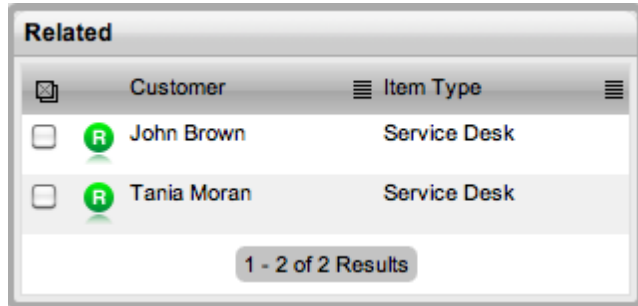 Related
Customer Item Type
R John Brown Service Desk
R Tania Moran Service Desk
1 - 2 of 2 Results